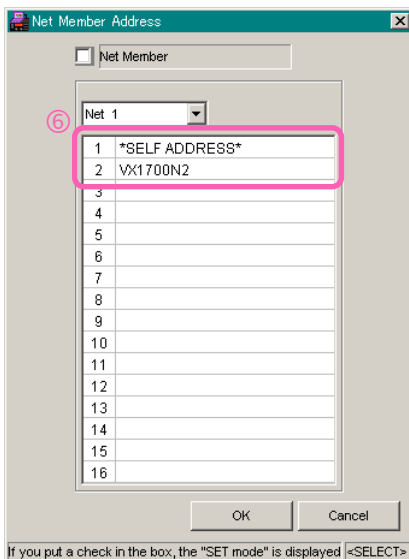 Net Member Address
Net Member
Net 1
⑥
1 *SELF ADDRESS*
2 VX1700N2
3
4
5
6
7
8
9
10
11
12
13
14
15
16
OK Cancel
If you put a check in the box, the "SET mode" is displayed <SELECT>